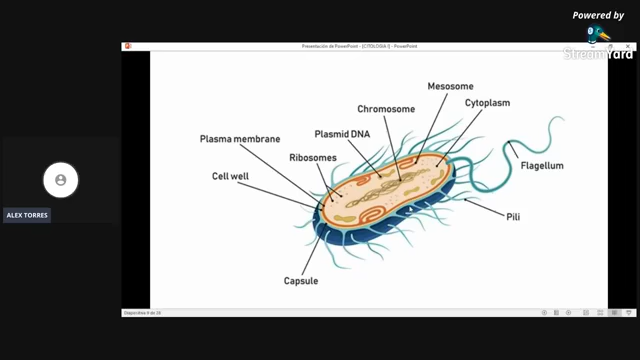 Powered by
StreamYard
Presentación de PowerPoint - [CITOLOGIA I] - PowerPoint
Mesosome
Chromosome
Cytoplasm
Plasmid DNA
Plasma membrane
Ribosomes
Flagellum
Cell well
ALEX TORRES
Pili
Capsule